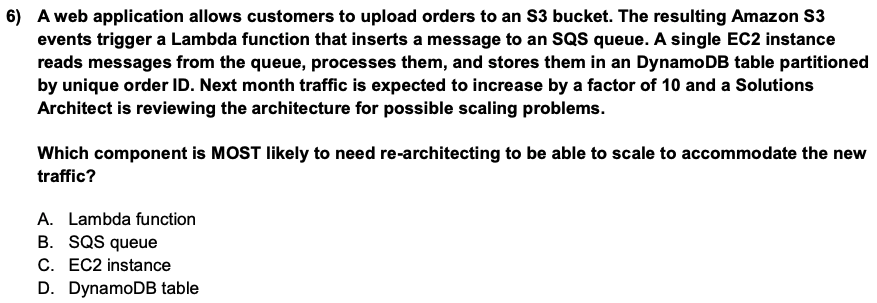 6) A web application allows customers to upload orders to an S3 bucket. The resulting Amazon S3
events trigger a Lambda function that inserts a message to an SQS queue. A single EC2 instance
reads messages from the queue, processes them, and stores them in an DynamoDB table partitioned
by unique order ID. Next month traffic is expected to increase by a factor of 10 and a Solutions
Architect is reviewing the architecture for possible scaling problems.
Which component is MOST likely to need re-architecting to be able to scale to accommodate the new
traffic?
A. Lambda function
B. SQS queue
C. EC2 instance
D. DynamoDB table